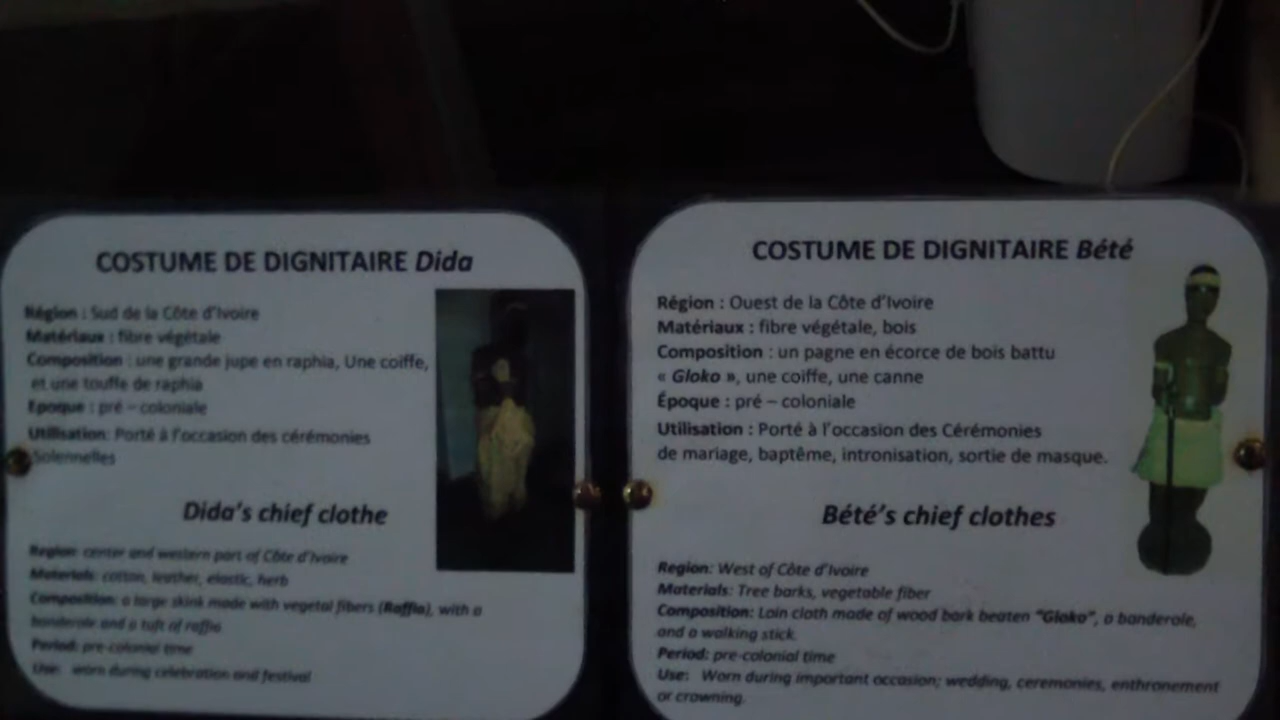 COSTUME DE DIGNITAIRE Dida
Région : Sud de la Côte d'Ivoire
Matériaux : fibre végétale
Composition : une grande jupe en raphia, Une coiffe,
et une touffe de raphia
Epoque : pré – coloniale
Utilisation: Porté à l'occasion des cérémonies
Solennelles
Dida's chief clothe
Region: center and western part of Côte d'Ivoire
Materials: cotton, leather, elastic, herb
Composition: a large skink made with vegetal fibers (Raffia), with a
banderole and a tuft of raffia
Period: pre-colonial time
Use: worn during celebration and festival
COSTUME DE DIGNITAIRE Bété
Région : Ouest de la Côte d'Ivoire
Matériaux : fibre végétale, bois
Composition : un pagne en écorce de bois battu
« Gloko », une coiffe, une canne
Époque : pré – coloniale
Utilisation : Porté à l'occasion des Cérémonies
de mariage, baptême, intronisation, sortie de masque.
Bété's chief clothes
Region: West of Côte d'Ivoire
Materials: Tree barks, vegetable fiber
Composition: Loin cloth made of wood bark beaten "Gloko", a banderole,
and a walking stick.
Period: pre-colonial time
Use: Worn during important occasion; wedding, ceremonies, enthronement
or crowning.